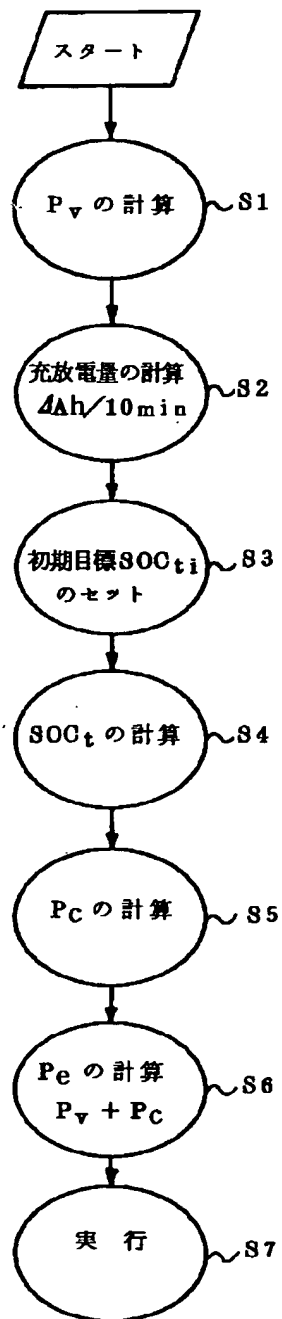 スタート
Pvの計算
S1
充放電量の計算
ΔAh/10min
S2
初期目標SOCti
のセット
S3
SOCtの計算
S4
PCの計算
S5
Peの計算
Pv + PC
S6
実 行
S7